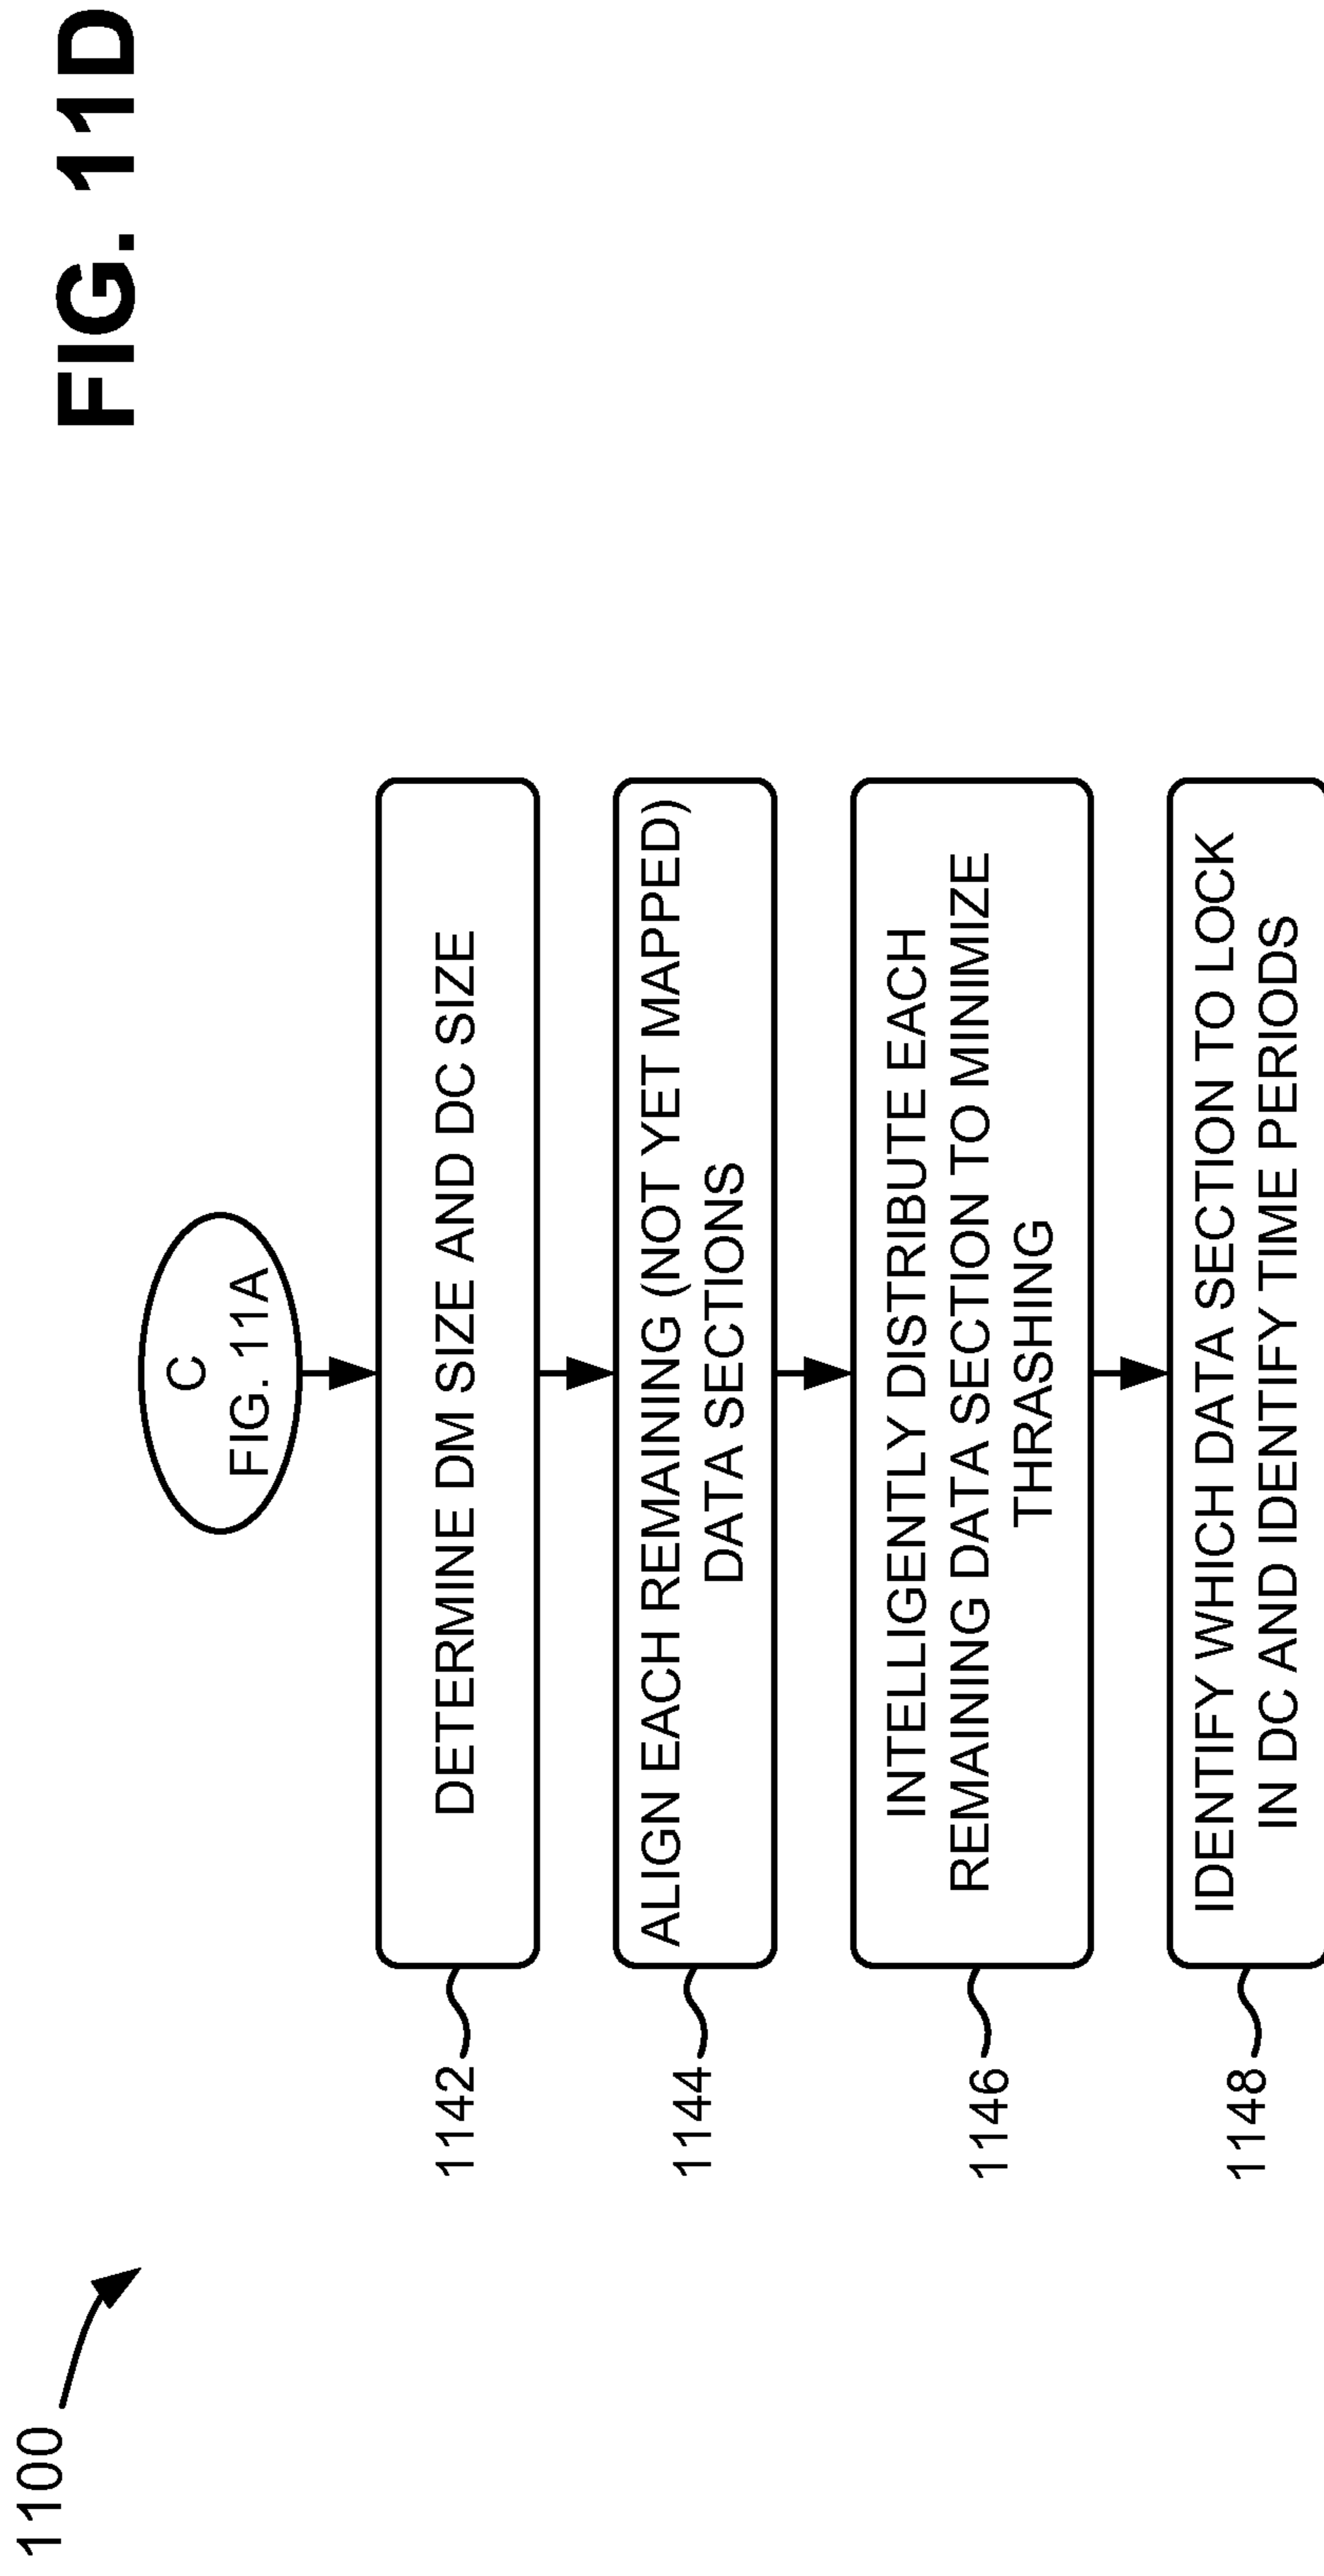 FIG. 11D
1100
C
FIG. 11A
1142
DETERMINE DM SIZE AND DC SIZE
1144
ALIGN EACH REMAINING (NOT YET MAPPED)
DATA SECTIONS
1146
INTELLIGENTLY DISTRIBUTE EACH
REMAINING DATA SECTION TO MINIMIZE
THRASHING
1148
IDENTIFY WHICH DATA SECTION TO LOCK
IN DC AND IDENTIFY TIME PERIODS